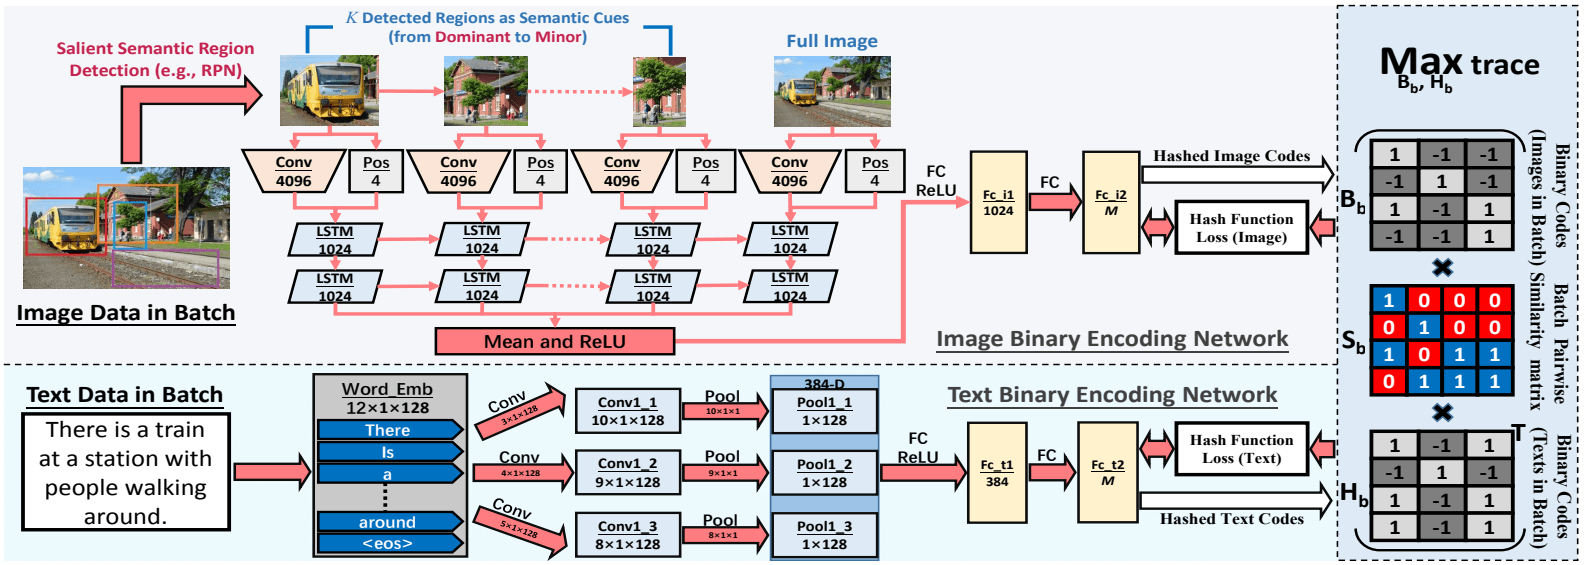 K Detected Regions as Semantic Cues
(from Dominant to Minor)
Full Image
Salient Semantic Region
Detection (e.g., RPN)
Image Data in Batch
Conv
4096
Pos
4
Conv
4096
Pos
4
Conv
4096
Pos
4
Conv
4096
Pos
4
LSTM
1024
LSTM
1024
LSTM
1024
LSTM
1024
LSTM
1024
LSTM
1024
LSTM
1024
LSTM
1024
Mean and ReLU
FC
ReLU
Fc_i1
1024
FC
Fc_i2
M
Hashed Image Codes
Hash Function
Loss (Image)
Image Binary Encoding Network
Text Data in Batch
There is a train
at a station with
people walking
around.
Word_Emb
12×1×128
There
Is
a
around
<eos>
Conv
3×1×128
Conv
4×1×128
Conv
5×1×128
Conv1_1
10×1×128
Conv1_2
9×1×128
Conv1_3
8×1×128
Pool
10×1×1
Pool
9×1×1
Pool
8×1×1
384-D
Pool1_1
1×128
Pool1_2
1×128
Pool1_3
1×128
FC
ReLU
Fc_t1
384
FC
Fc_t2
M
Text Binary Encoding Network
Hash Function
Loss (Text)
Hashed Text Codes
Max trace
B_b, H_b
B_b
1 -1 -1
-1 1 -1
1 -1 1
-1 -1 1
Binary Codes
(Images in Batch)
×
S_b
1 0 0 0
0 1 0 0
1 0 1 1
0 1 1 1
Batch Pairwise
Similarity matrix
×
H_b
T
1 -1 1
-1 1 -1
1 -1 1
1 -1 1
Binary Codes
(Texts in Batch)